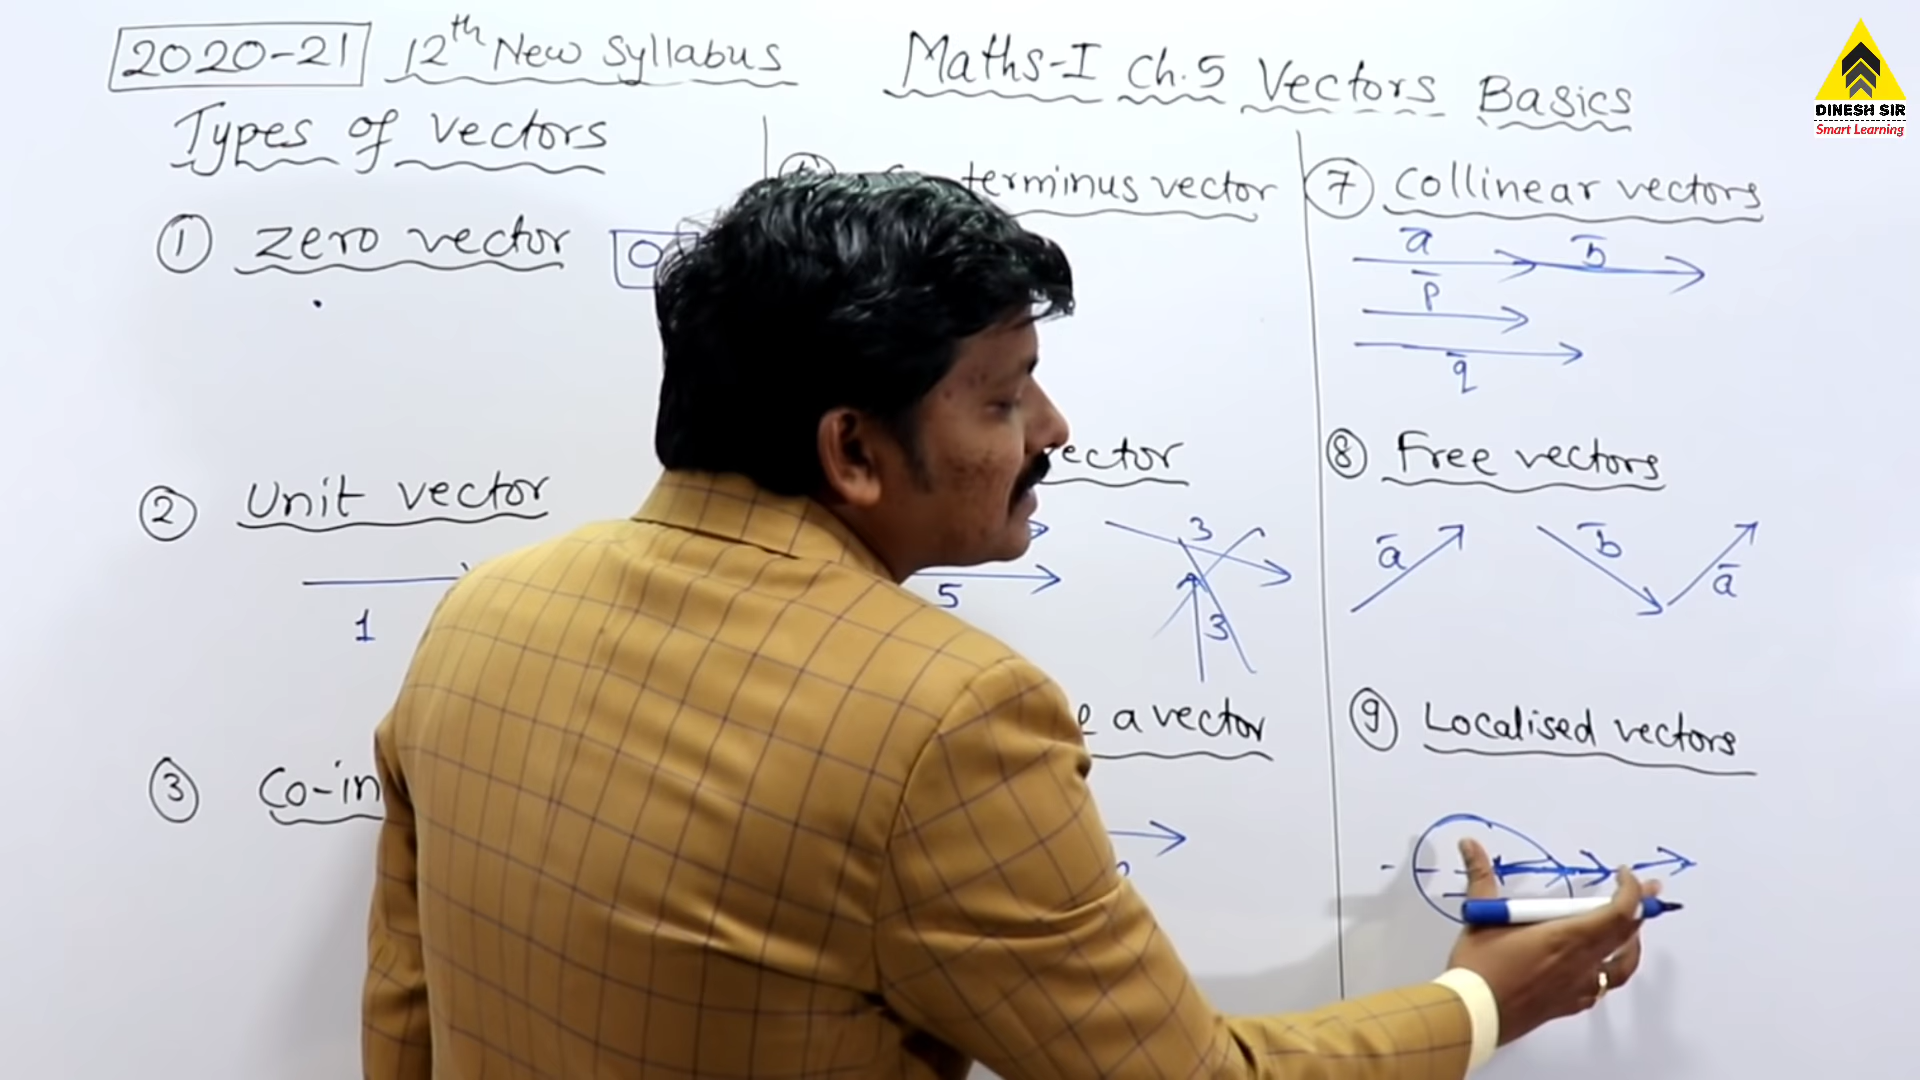 2020-21 12th New Syllabus
Maths-I Ch.5 Vectors Basics
DINESH SIR
Smart Learning
Types of vectors
① Zero vector
0
② Unit vector
1
③ Co-in
terminus vector
ector
3
5
3
a vector
⑦ Collinear vectors
a̅ b̅
p̅
q̅
⑧ Free vectors
a̅ b̅ a̅
⑨ Localised vectors